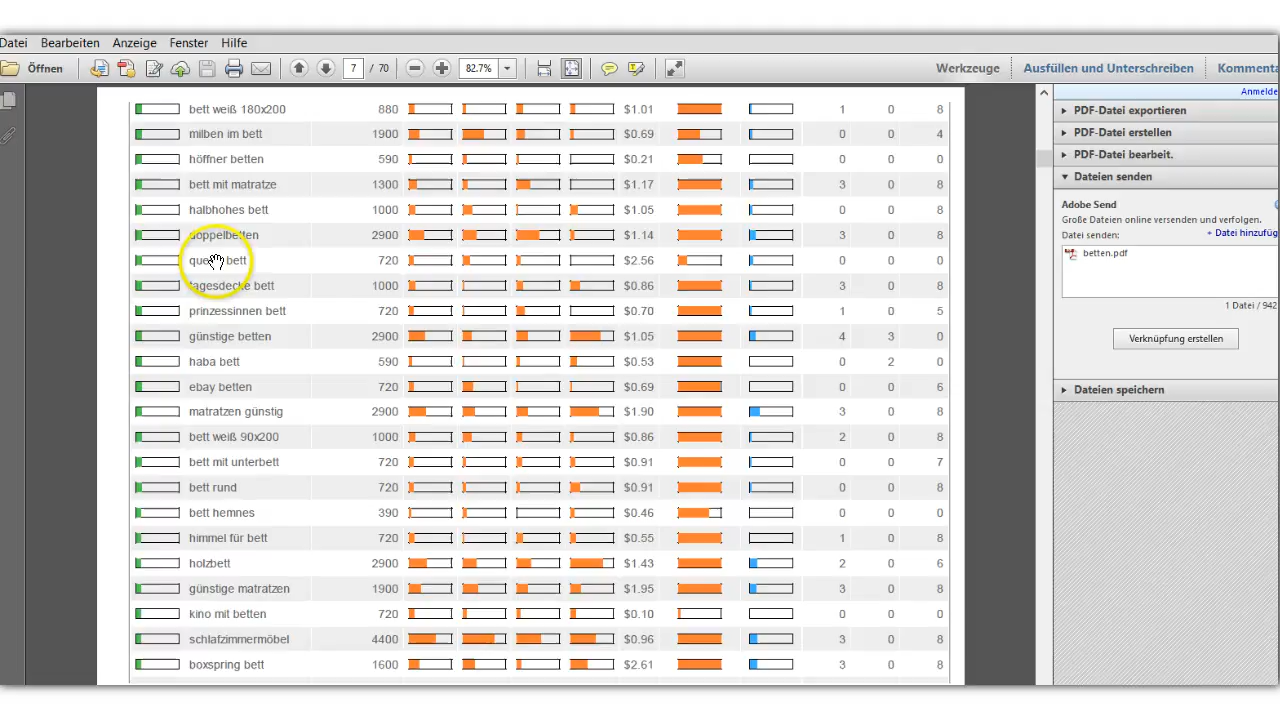 Datei Bearbeiten Anzeige Fenster Hilfe
Öffnen 7 / 70 82.7% Werkzeuge Ausfüllen und Unterschreiben
Anmelde
bett weiß 180x200 880 $1.01 1 0 8
milben im bett 1900 $0.69 0 0 4
höffner betten 590 $0.21 0 0 0
bett mit matratze 1300 $1.17 3 0 8
halbhohes bett 1000 $1.05 0 0 8
doppelbetten 2900 $1.14 3 0 8
bett 720 $2.56 0 0 0
tagesdecke bett 1000 $0.86 3 0 8
prinzessinnen bett 720 $0.70 1 0 5
günstige betten 2900 $1.05 4 3 0
haba bett 590 $0.53 0 2 0
ebay betten 720 $0.69 0 0 6
matratzen günstig 2900 $1.90 3 0 8
bett weiß 90x200 1000 $0.86 2 0 8
bett mit unterbett 720 $0.91 0 0 7
bett rund 720 $0.91 0 0 8
bett hemnes 390 $0.46 0 0 0
himmel für bett 720 $0.55 1 0 8
holzbett 2900 $1.43 2 0 6
günstige matratzen 1900 $1.95 3 0 8
kino mit betten 720 $0.10 0 0 0
schlafzimmermöbel 4400 $0.96 3 0 8
boxspring bett 1600 $2.61 3 0 8
PDF-Datei exportieren
PDF-Datei erstellen
PDF-Datei bearbeit.
Dateien senden
Adobe Send
Große Dateien online versenden und verfolgen.
Datei senden: + Datei hinzufüg
betten.pdf
1 Datei / 942
Verknüpfung erstellen
Dateien speichern